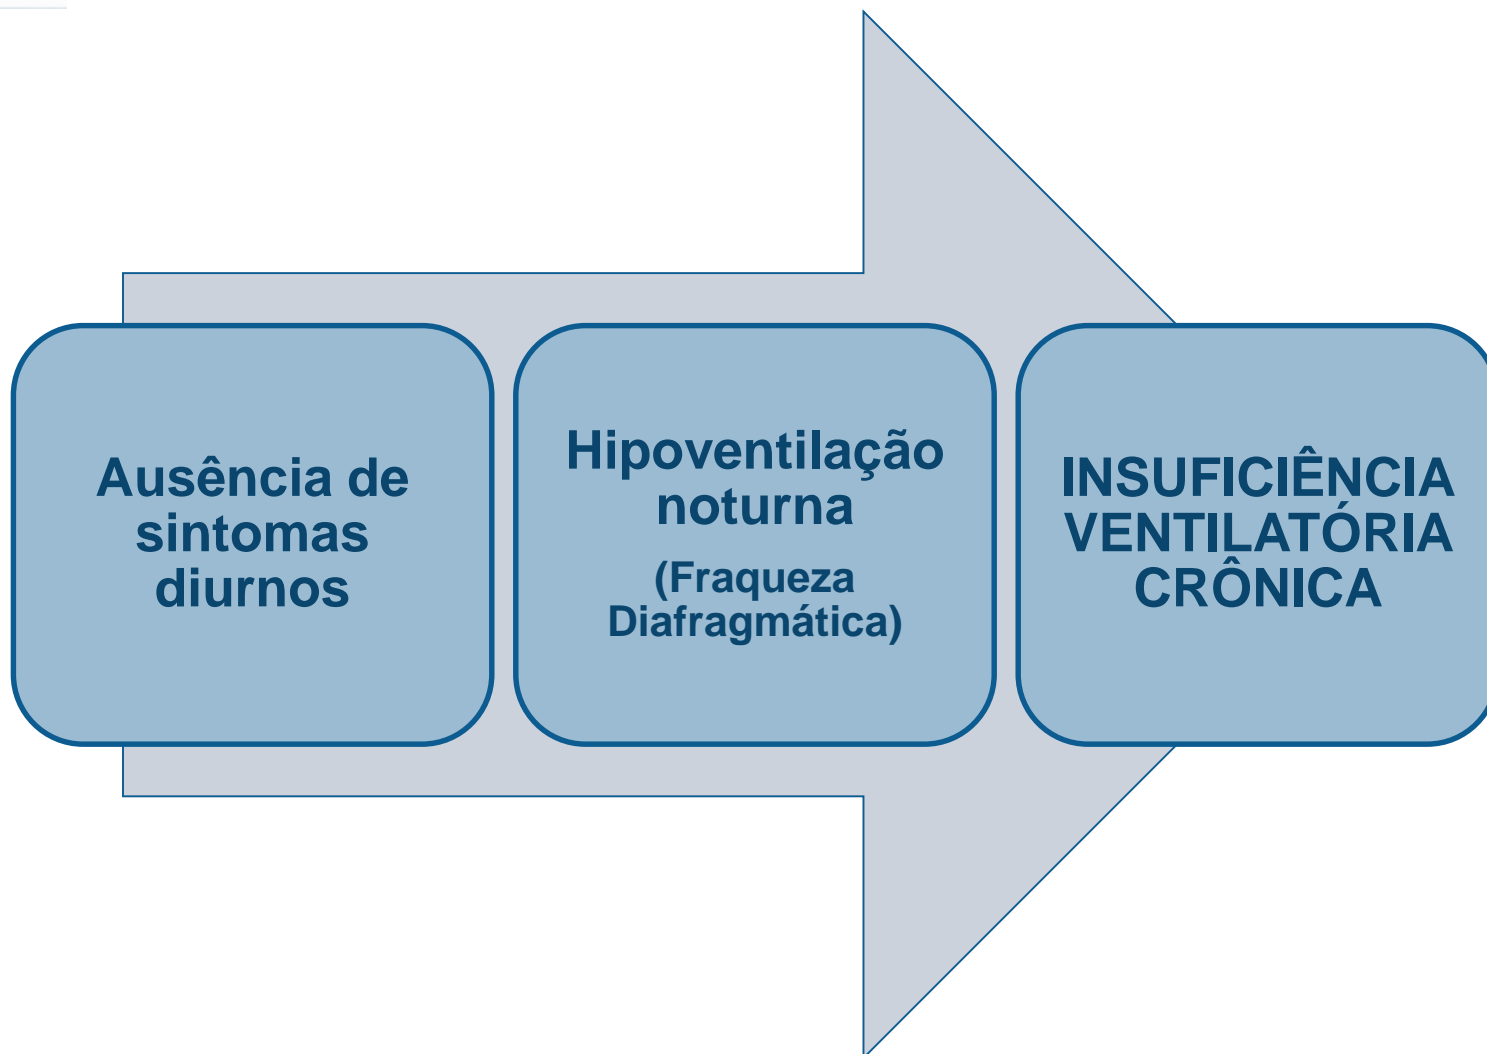 Ausência de
sintomas
diurnos
Hipoventilação
noturna
(Fraqueza
Diafragmática)
INSUFICIÊNCIA
VENTILATÓRIA
CRÔNICA